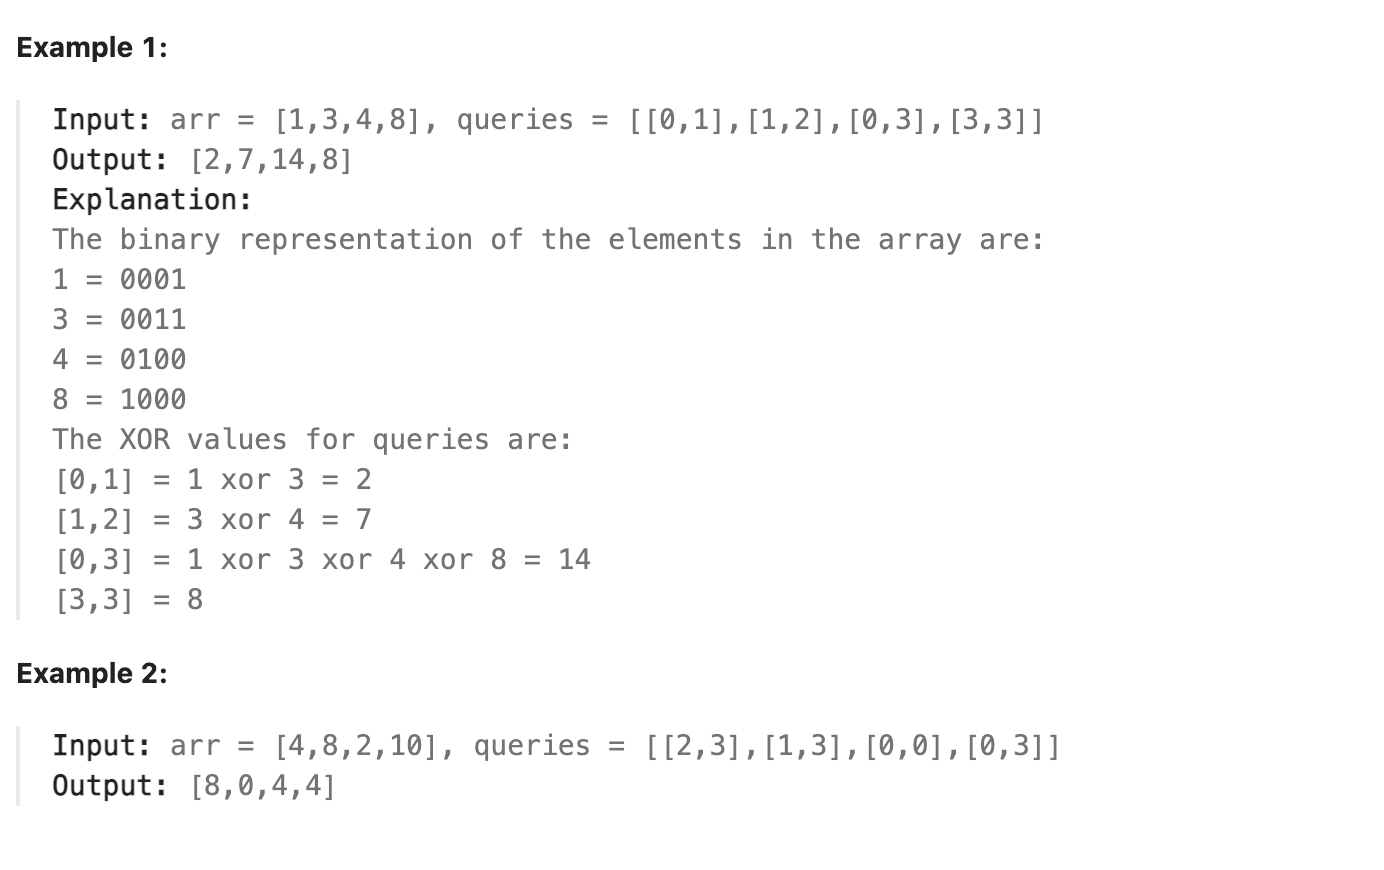 Example 1:
Input: arr = [1,3,4,8], queries = [[0,1],[1,2],[0,3],[3,3]]
Output: [2,7,14,8]
Explanation:
The binary representation of the elements in the array are:
1 = 0001
3 = 0011
4 = 0100
8 = 1000
The XOR values for queries are:
[0,1] = 1 xor 3 = 2
[1,2] = 3 xor 4 = 7
[0,3] = 1 xor 3 xor 4 xor 8 = 14
[3,3] = 8
Example 2:
Input: arr = [4,8,2,10], queries = [[2,3],[1,3],[0,0],[0,3]]
Output: [8,0,4,4]